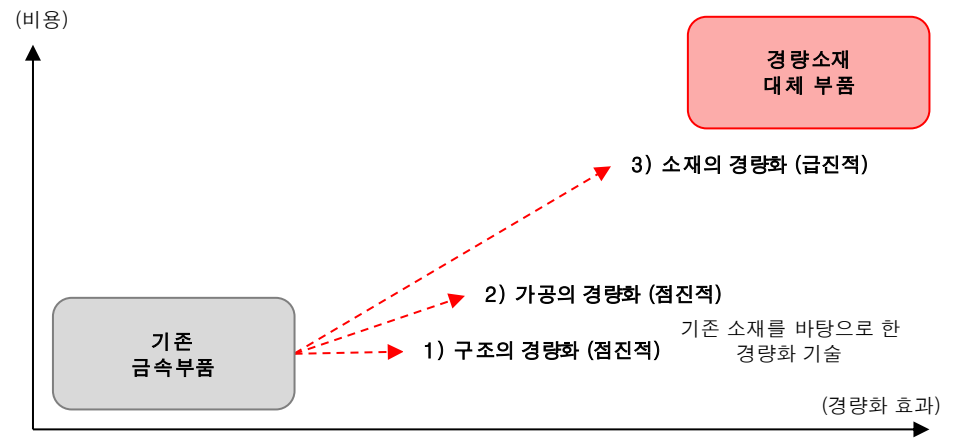 (비용)
경량소재
대체 부품
3) 소재의 경량화 (급진적)
2) 가공의 경량화 (점진적)
기존 소재를 바탕으로 한
경량화 기술
기존
금속부품
1) 구조의 경량화 (점진적)
(경량화 효과)